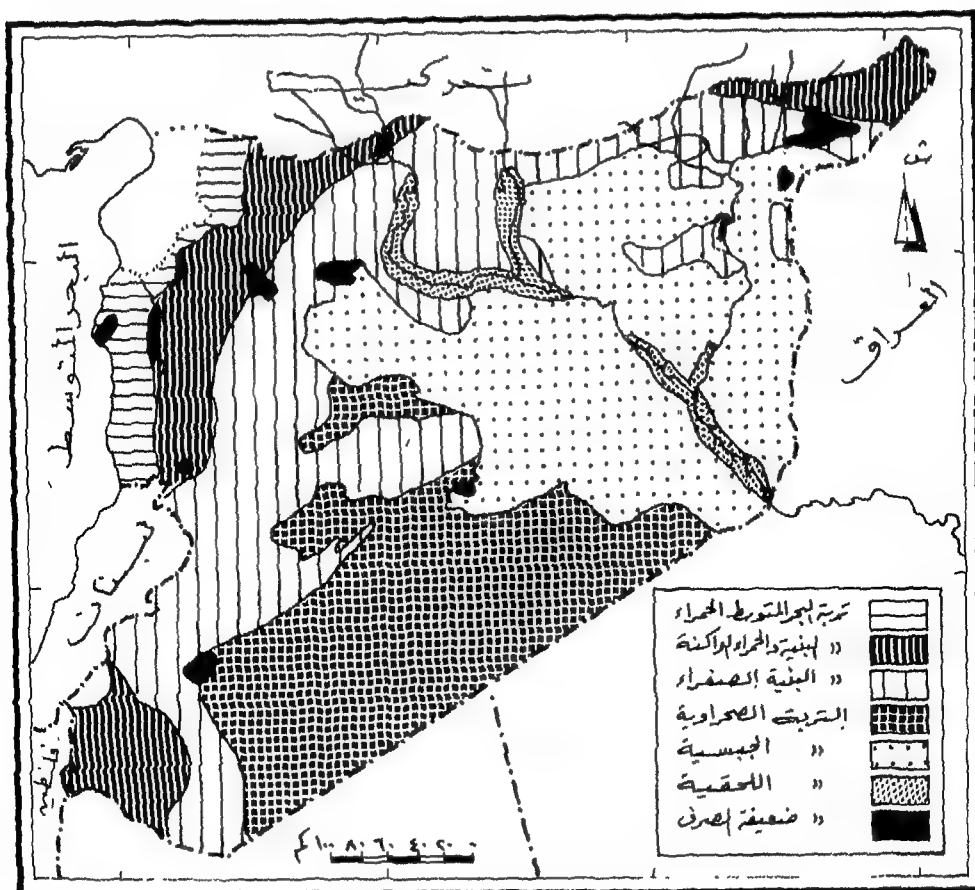 تركيا
ش
العراق
البحر المتوسط
لبنان
فلسطين
تربة البحر المتوسط الحمراء
〃 البنية والحمراء الداكنة
〃 البنية الصفراء
التربة الصحراوية
〃 الجبسية
〃 اللحقية
〃 ضعيفة الصرف
٠ ٢٠ ٤٠ ٦٠ ٨٠ ١٠٠ كم